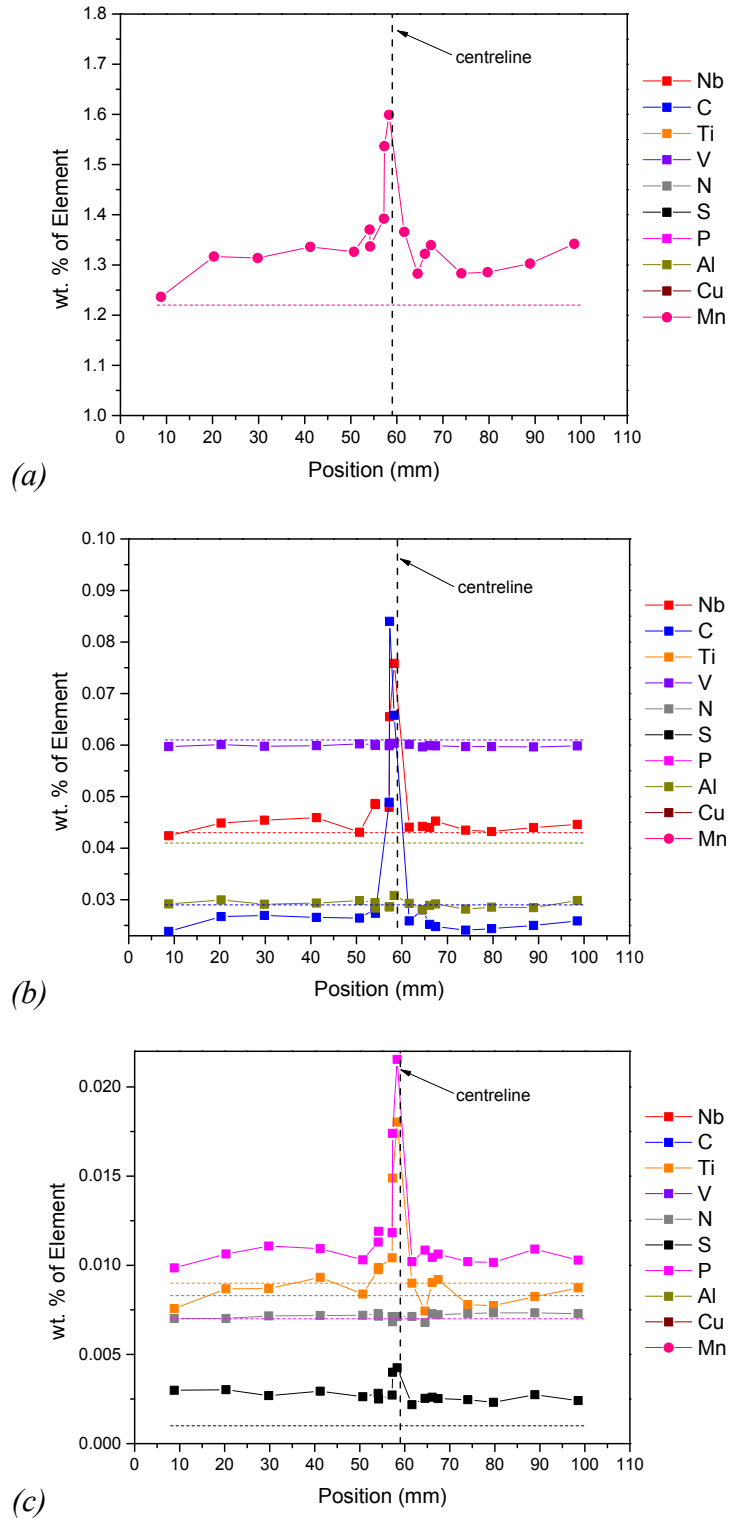 1.8
1.7
1.6
1.5
1.4
1.3
1.2
1.1
1.0
wt. % of Element
centreline
0 10 20 30 40 50 60 70 80 90 100 110
Position (mm)
Nb
C
Ti
V
N
S
P
Al
Cu
Mn
(a)
0.10
0.09
0.08
0.07
0.06
0.05
0.04
0.03
wt. % of Element
centreline
0 10 20 30 40 50 60 70 80 90 100 110
Position (mm)
Nb
C
Ti
V
N
S
P
Al
Cu
Mn
(b)
0.020
0.015
0.010
0.005
0.000
wt. % of Element
centreline
0 10 20 30 40 50 60 70 80 90 100 110
Position (mm)
Nb
C
Ti
V
N
S
P
Al
Cu
Mn
(c)